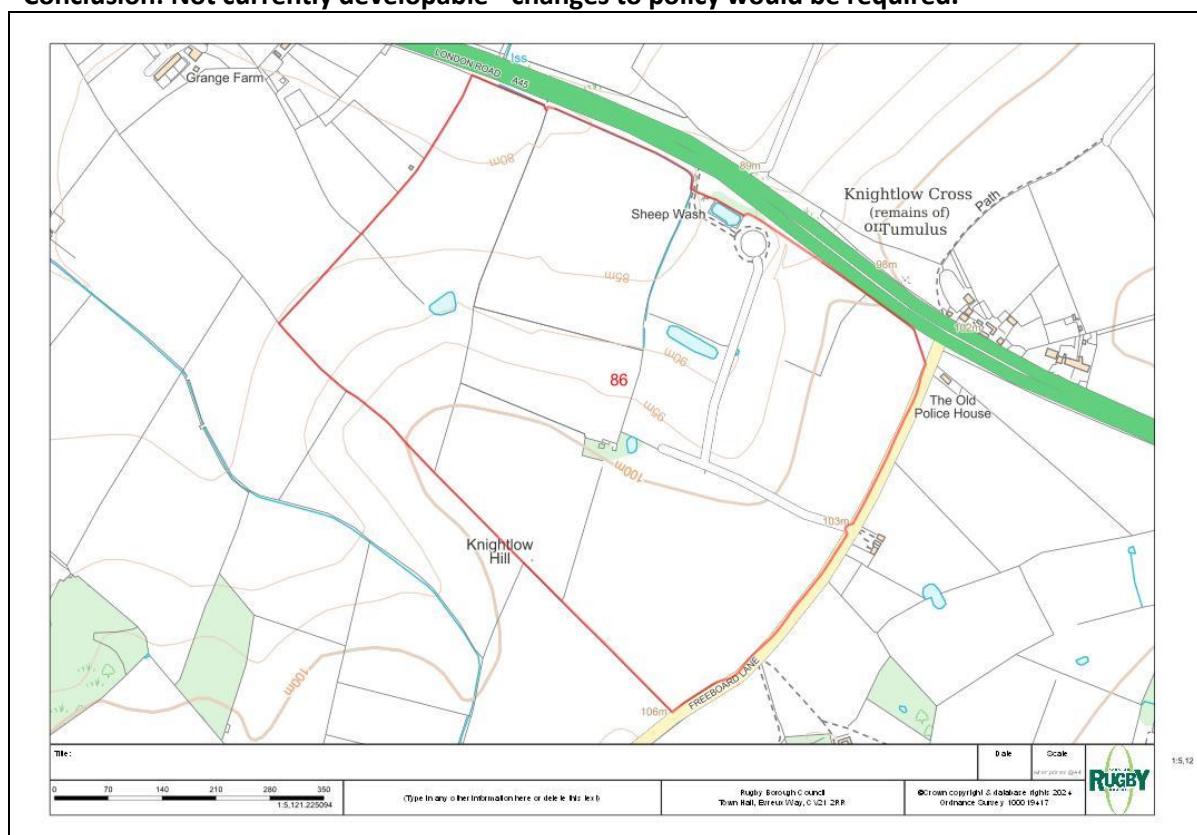 Conclusion: Not currently developable - changes to policy would be required.
LONDON ROAD A45
Iss
Grange Farm
80m
89m
Knightlow Cross
(remains of)
on Tumulus
Path
Sheep Wash
98m
85m
102m
90m
86
The Old
Police House
95m
100m
103m
Knightlow
Hill
100m
FREEBOARD LANE
106m
Title:
Date
Scale
0 70 140 210 280 350
1:5,121.225094
(Type in any other information here or delete this text)
Rugby Borough Council
Town Hall, Evreux Way, CV21 2RR
©Crown copyright & database rights 2024
Ordnance Survey 100019417
RUGBY
1:5,12